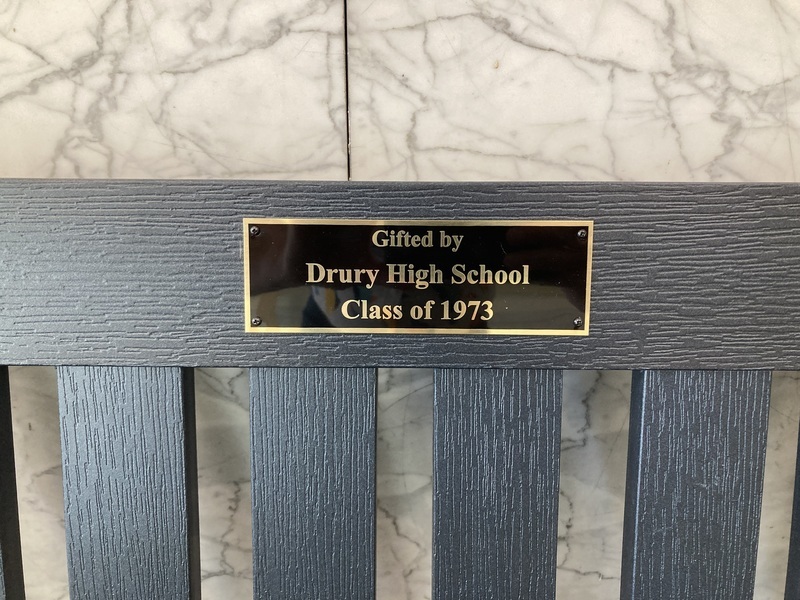 Gifted by
Drury High School
Class of 1973